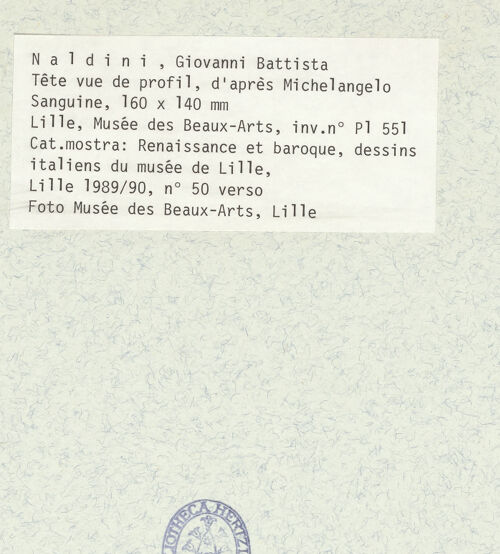 N a l d i n i , Giovanni Battista
Tête vue de profil, d'après Michelangelo
Sanguine, 160 x 140 mm
Lille, Musée des Beaux-Arts, inv.n° Pl 551
Cat.mostra: Renaissance et baroque, dessins
italiens du musée de Lille,
Lille 1989/90, n° 50 verso
Foto Musée des Beaux-Arts, Lille